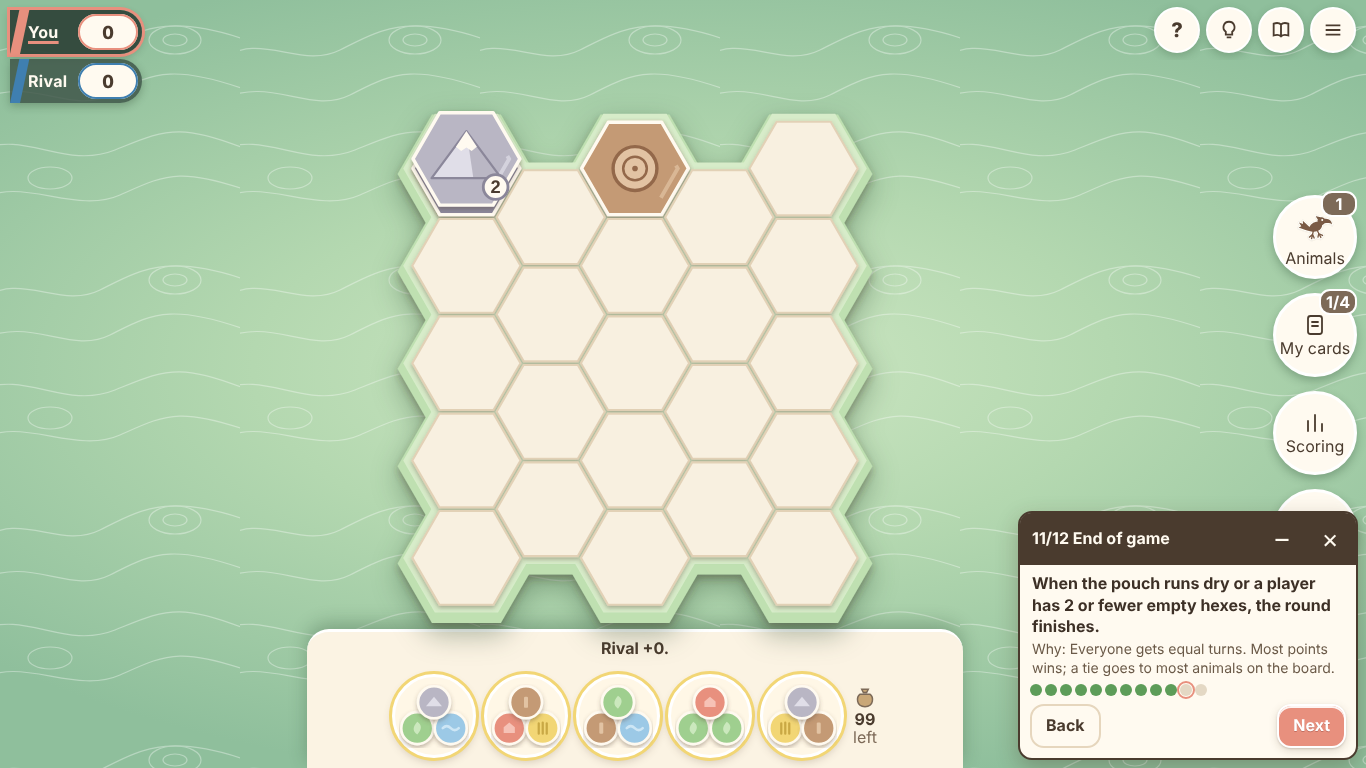 You 0
Rival 0
?
2
1
Animals
1/4
My cards
Scoring
11/12 End of game
When the pouch runs dry or a player
has 2 or fewer empty hexes, the round
finishes.
Why: Everyone gets equal turns. Most points
wins; a tie goes to most animals on the board.
Back
Next
Rival +0.
99
left